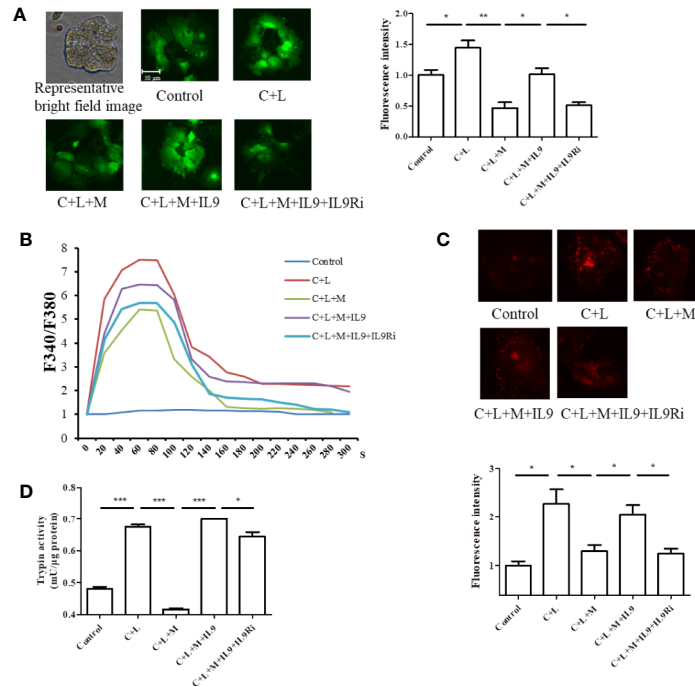 A
50 μm
Representative
bright field image
Control
C+L
C+L+M
C+L+M+IL9
C+L+M+IL9+IL9Ri
Fluorescence intensity
2.0
1.5
1.0
0.5
0.0
*
**
*
*
Control
C+L
C+L+M
C+L+M+IL9
C+L+M+IL9+IL9Ri
B
F340/F380
8
7
6
5
4
3
2
1
0
0
20
40
60
80
100
120
140
160
180
200
220
240
260
280
300
S
Control
C+L
C+L+M
C+L+M+IL9
C+L+M+IL9+IL9Ri
C
Control
C+L
C+L+M
C+L+M+IL9
C+L+M+IL9+IL9Ri
Fluorescence intensity
3
2
1
*
*
*
*
Control
C+L
C+L+M
C+L+M+IL9
C+L+M+IL9+IL9Ri
D
Trypin activity
(mU/μg protein)
0.8
0.7
0.6
0.5
0.4
***
***
***
*
Control
C+L
C+L+M
C+L+M+IL9
C+L+M+IL9+IL9Ri